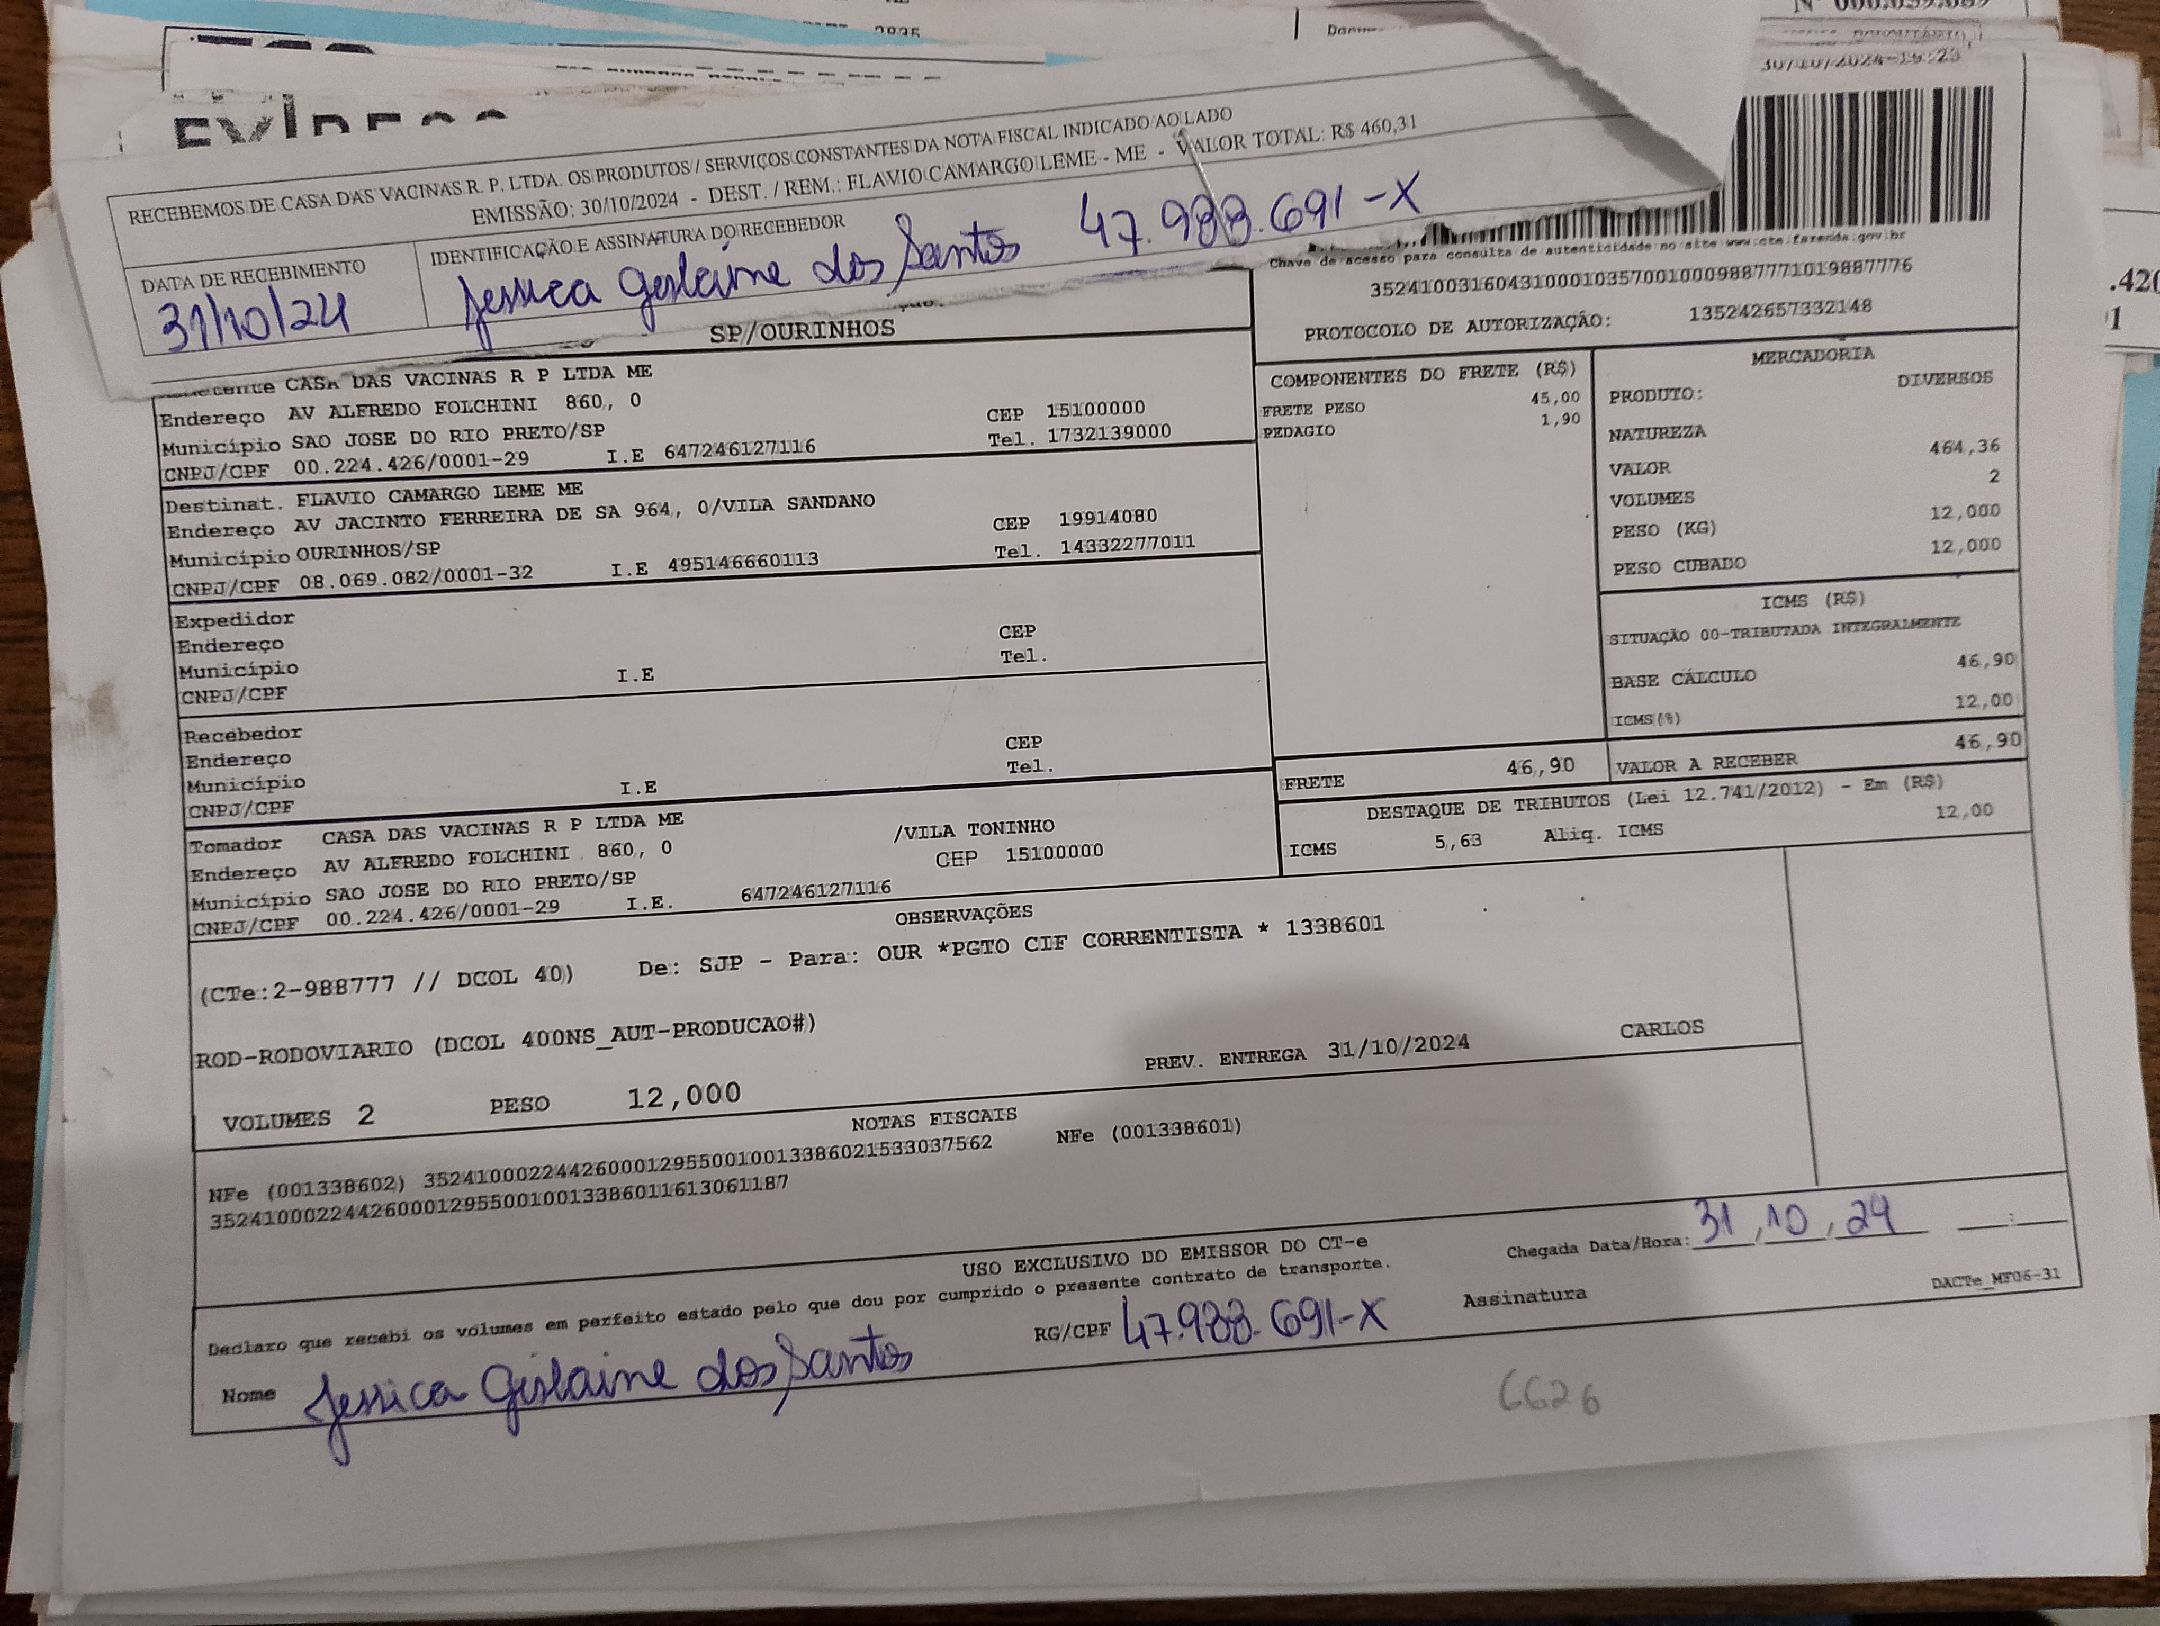 2835
Nº 000.059.089
30/10/2024-19:23
RECEBEMOS DE CASA DAS VACINAS R. P. LTDA. OS PRODUTOS / SERVIÇOS CONSTANTES DA NOTA FISCAL INDICADO AO LADO
EMISSÃO: 30/10/2024 - DEST. / REM.: FLAVIO CAMARGO LEME - ME - VALOR TOTAL: R$ 460,31
DATA DE RECEBIMENTO
31/10/24
IDENTIFICAÇÃO E ASSINATURA DO RECEBEDOR
Jessica Gislaine dos Santos 47.988.691-X
SP/OURINHOS
Chave de acesso para consulta de autenticidade no site www.cte.fazenda.gov.br
35241003160431000103570010009887771019887776
PROTOCOLO DE AUTORIZAÇÃO: 135242657332148
CASA DAS VACINAS R P LTDA ME
Endereço AV ALFREDO FOLCHINI 860, 0
Município SAO JOSE DO RIO PRETO/SP CEP 15100000
CNPJ/CPF 00.224.426/0001-29 I.E 647246127116 Tel. 1732139000
Destinat. FLAVIO CAMARGO LEME ME
Endereço AV JACINTO FERREIRA DE SA 964, 0/VILA SANDANO
Município OURINHOS/SP CEP 19914080
CNPJ/CPF 08.069.082/0001-32 I.E 495146660113 Tel. 14332277011
Expedidor
Endereço
Município CEP
CNPJ/CPF I.E Tel.
Recebedor
Endereço
Município CEP
CNPJ/CPF I.E Tel.
Tomador CASA DAS VACINAS R P LTDA ME
Endereço AV ALFREDO FOLCHINI 860, 0 /VILA TONINHO
Município SAO JOSE DO RIO PRETO/SP CEP 15100000
CNPJ/CPF 00.224.426/0001-29 I.E. 647246127116
COMPONENTES DO FRETE (R$)
FRETE PESO 45,00
PEDAGIO 1,90
FRETE 46,90
MERCADORIA
PRODUTO: DIVERSOS
NATUREZA
VALOR 464,36
VOLUMES 2
PESO (KG) 12,000
PESO CUBADO 12,000
ICMS (R$)
SITUAÇÃO 00-TRIBUTADA INTEGRALMENTE
BASE CÁLCULO 46,90
ICMS(%) 12,00
VALOR A RECEBER 46,90
DESTAQUE DE TRIBUTOS (Lei 12.741/2012) - Em (R$)
ICMS 5,63 Aliq. ICMS 12,00
OBSERVAÇÕES
(CTe:2-988777 // DCOL 40) De: SJP - Para: OUR *PGTO CIF CORRENTISTA * 1338601
ROD-RODOVIARIO (DCOL 400NS_AUT-PRODUCAO#)
VOLUMES 2 PESO 12,000 PREV. ENTREGA 31/10/2024 CARLOS
NOTAS FISCAIS
NFe (001338602) 35241000224426000129550010013386021533037562 NFe (001338601)
35241000224426000129550010013386011613061187
USO EXCLUSIVO DO EMISSOR DO CT-e
Declaro que recebi os volumes em perfeito estado pelo que dou por cumprido o presente contrato de transporte.
Chegada Data/Hora: 31,10,24 :
Nome Jessica Gislaine dos Santos RG/CPF 47.988.691-X Assinatura
DACTe_MF06-31
6626